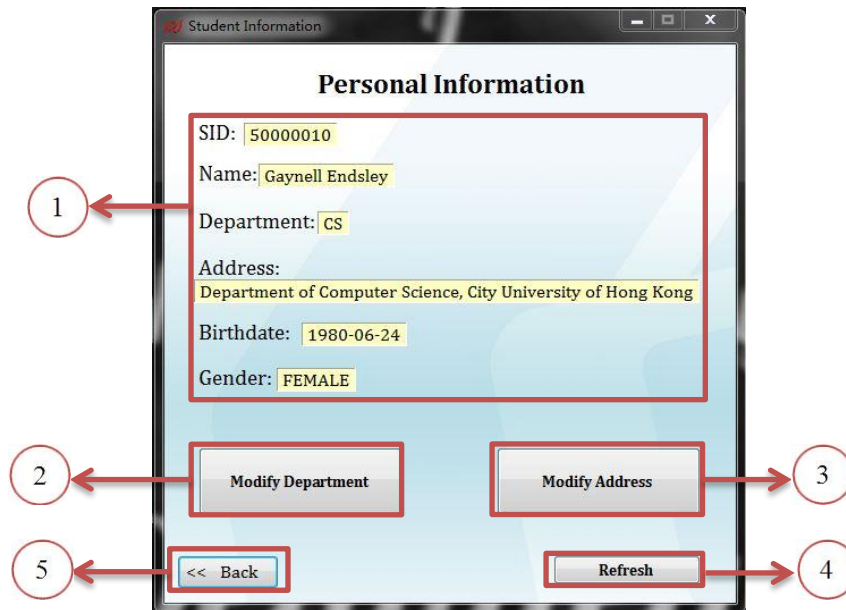 Student Information
Personal Information
SID: 50000010
Name: Gaynell Endsley
1
Department: CS
Address:
Department of Computer Science, City University of Hong Kong
Birthdate: 1980-06-24
Gender: FEMALE
2
Modify Department
Modify Address
3
5
<< Back
Refresh
4